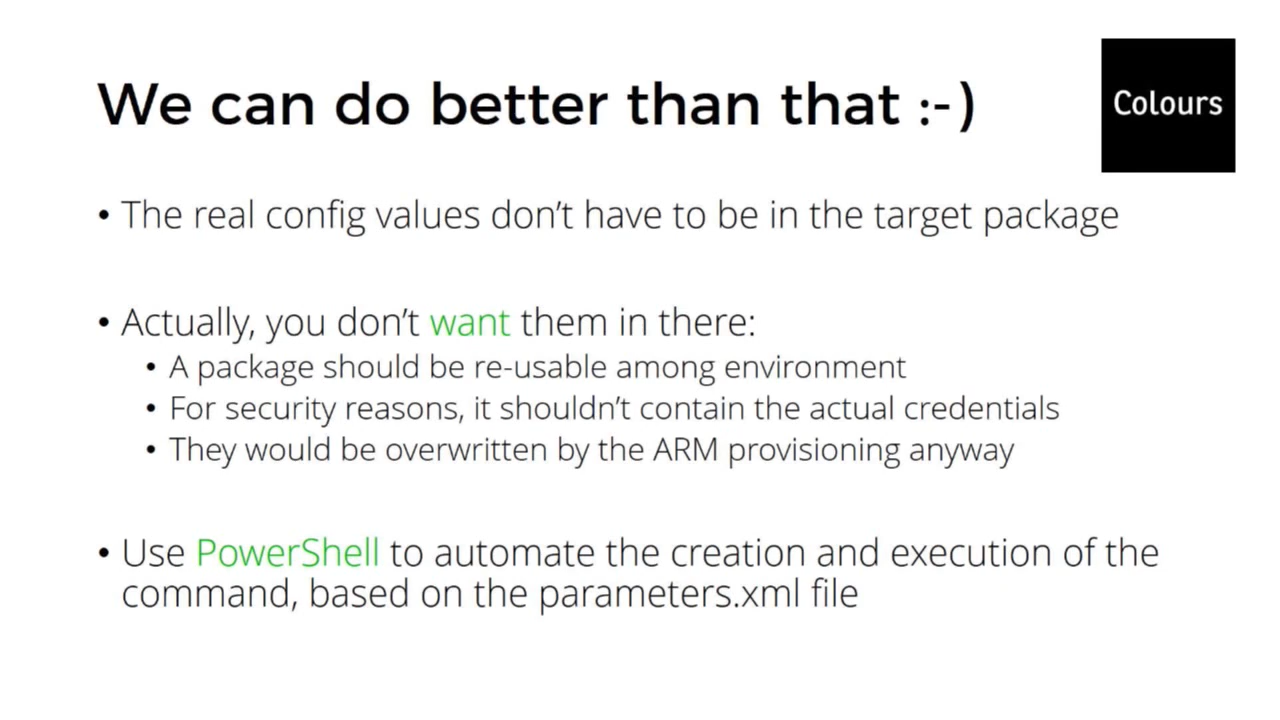 We can do better than that :-)
Colours
• The real config values don’t have to be in the target package
• Actually, you don’t want them in there:
• A package should be re-usable among environment
• For security reasons, it shouldn’t contain the actual credentials
• They would be overwritten by the ARM provisioning anyway
• Use PowerShell to automate the creation and execution of the
command, based on the parameters.xml file